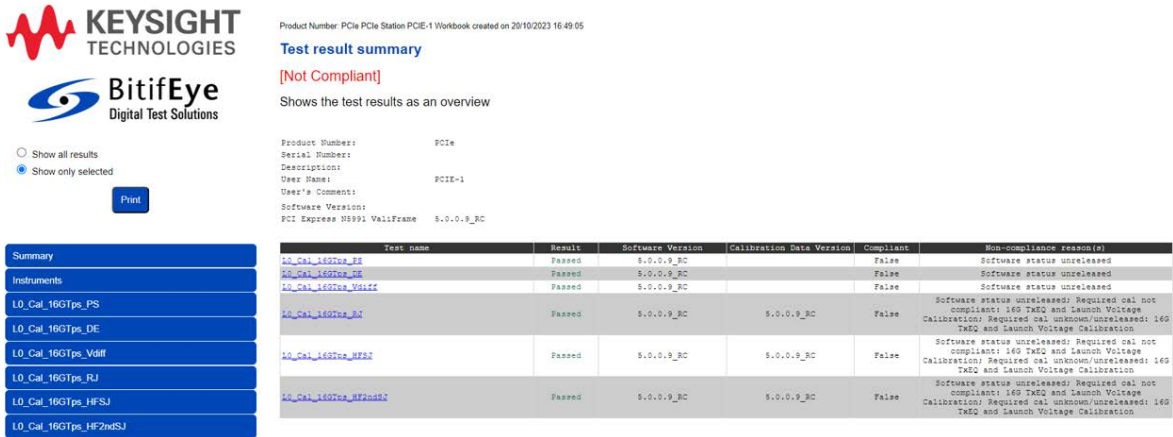 KEYSIGHT
TECHNOLOGIES
BitifEye
Digital Test Solutions
Show all results
Show only selected
Print
Summary
Instruments
L0_Cal_16GTps_PS
L0_Cal_16GTps_DE
L0_Cal_16GTps_Vdiff
L0_Cal_16GTps_RJ
L0_Cal_16GTps_HFSJ
L0_Cal_16GTps_HF2ndSJ
Product Number: PCIe PCIe Station PCIE-1 Workbook created on 20/10/2023 16:49:05
Test result summary
[Not Compliant]
Shows the test results as an overview
Product Number: PCIe
Serial Number:
Description:
User Name: PCIE-1
User's Comment:
Software Version:
PCI Express N5991 ValiFrame 5.0.0.9_RC
Test name Result Software Version Calibration Data Version Compliant Non-compliance reason(s)
L0_Cal_16GTps_PS Passed 5.0.0.9_RC False Software status unreleased
L0_Cal_16GTps_DE Passed 5.0.0.9_RC False Software status unreleased
L0_Cal_16GTps_Vdiff Passed 5.0.0.9_RC False Software status unreleased
L0_Cal_16GTps_RJ Passed 5.0.0.9_RC 5.0.0.9_RC False Software status unreleased; Required cal not
compliant: 16G TxEQ and Launch Voltage
Calibration; Required cal unknown/unreleased: 16G
TxEQ and Launch Voltage Calibration
L0_Cal_16GTps_HFSJ Passed 5.0.0.9_RC 5.0.0.9_RC False Software status unreleased; Required cal not
compliant: 16G TxEQ and Launch Voltage
Calibration; Required cal unknown/unreleased: 16G
TxEQ and Launch Voltage Calibration
L0_Cal_16GTps_HF2ndSJ Passed 5.0.0.9_RC 5.0.0.9_RC False Software status unreleased; Required cal not
compliant: 16G TxEQ and Launch Voltage
Calibration; Required cal unknown/unreleased: 16G
TxEQ and Launch Voltage Calibration